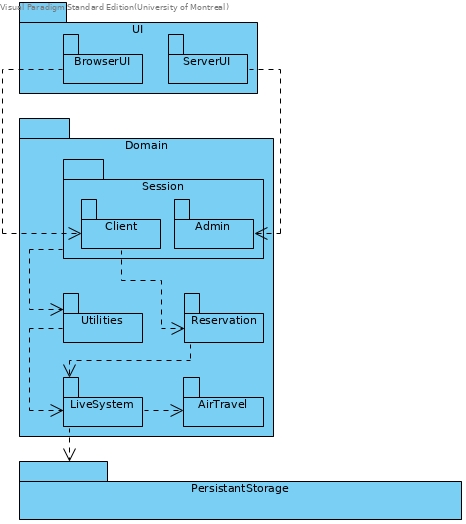 Visual Paradigm Standard Edition(University of Montreal)
UI
BrowserUI
ServerUI
Domain
Session
Client
Admin
Utilities
Reservation
LiveSystem
AirTravel
PersistantStorage